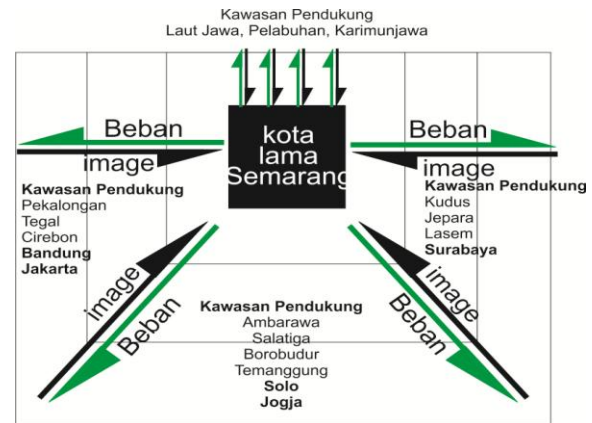 Kawasan Pendukung
Laut Jawa, Pelabuhan, Karimunjawa
Beban
image
kota
lama
Semarang
Beban
image
Kawasan Pendukung
Pekalongan
Tegal
Cirebon
Bandung
Jakarta
Kawasan Pendukung
Kudus
Jepara
Lasem
Surabaya
image
Beban
Kawasan Pendukung
Ambarawa
Salatiga
Borobudur
Temanggung
Solo
Jogja
image
Beban